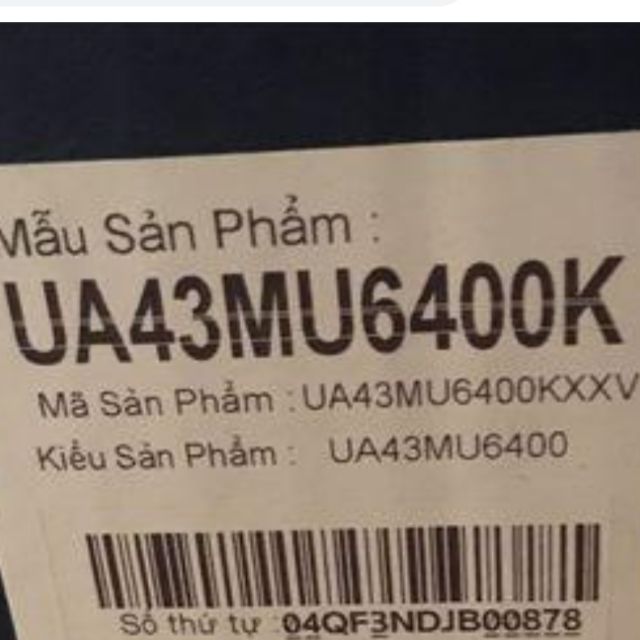 Mẫu Sản Phẩm :
UA43MU6400K
Mã Sản Phẩm : UA43MU6400KXXV
Kiểu Sản Phẩm : UA43MU6400
Số thứ tự : 04QF3NDJB00878